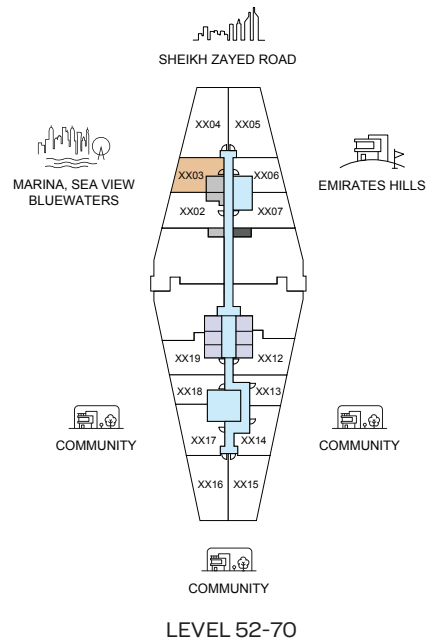 SHEIKH ZAYED ROAD
XX04 XX05
MARINA, SEA VIEW
BLUEWATERS
XX03 XX06
EMIRATES HILLS
XX02 XX07
XX19 XX12
XX18 XX13
COMMUNITY
XX17 XX14
COMMUNITY
XX16 XX15
COMMUNITY
LEVEL 52-70